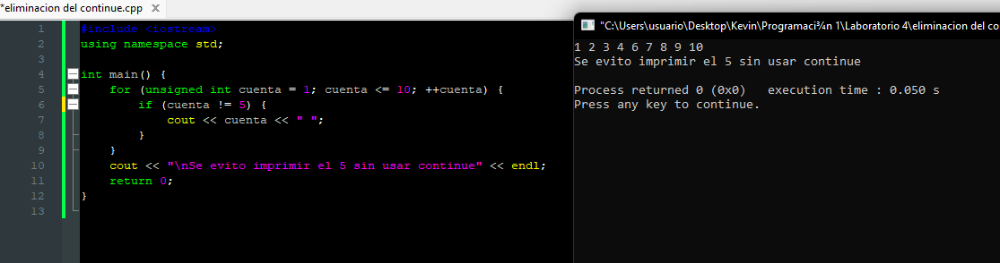 *eliminacion del continue.cpp X
1 #include <iostream>
2 using namespace std;
3
4 int main() {
5 for (unsigned int cuenta = 1; cuenta <= 10; ++cuenta) {
6 if (cuenta != 5) {
7 cout << cuenta << " ";
8 }
9 }
10 cout << "\nSe evito imprimir el 5 sin usar continue" << endl;
11 return 0;
12 }
13
"C:\Users\usuario\Desktop\Kevin\Programaci¾n 1\Laboratorio 4\eliminacion del co
1 2 3 4 6 7 8 9 10
Se evito imprimir el 5 sin usar continue
Process returned 0 (0x0) execution time : 0.050 s
Press any key to continue.